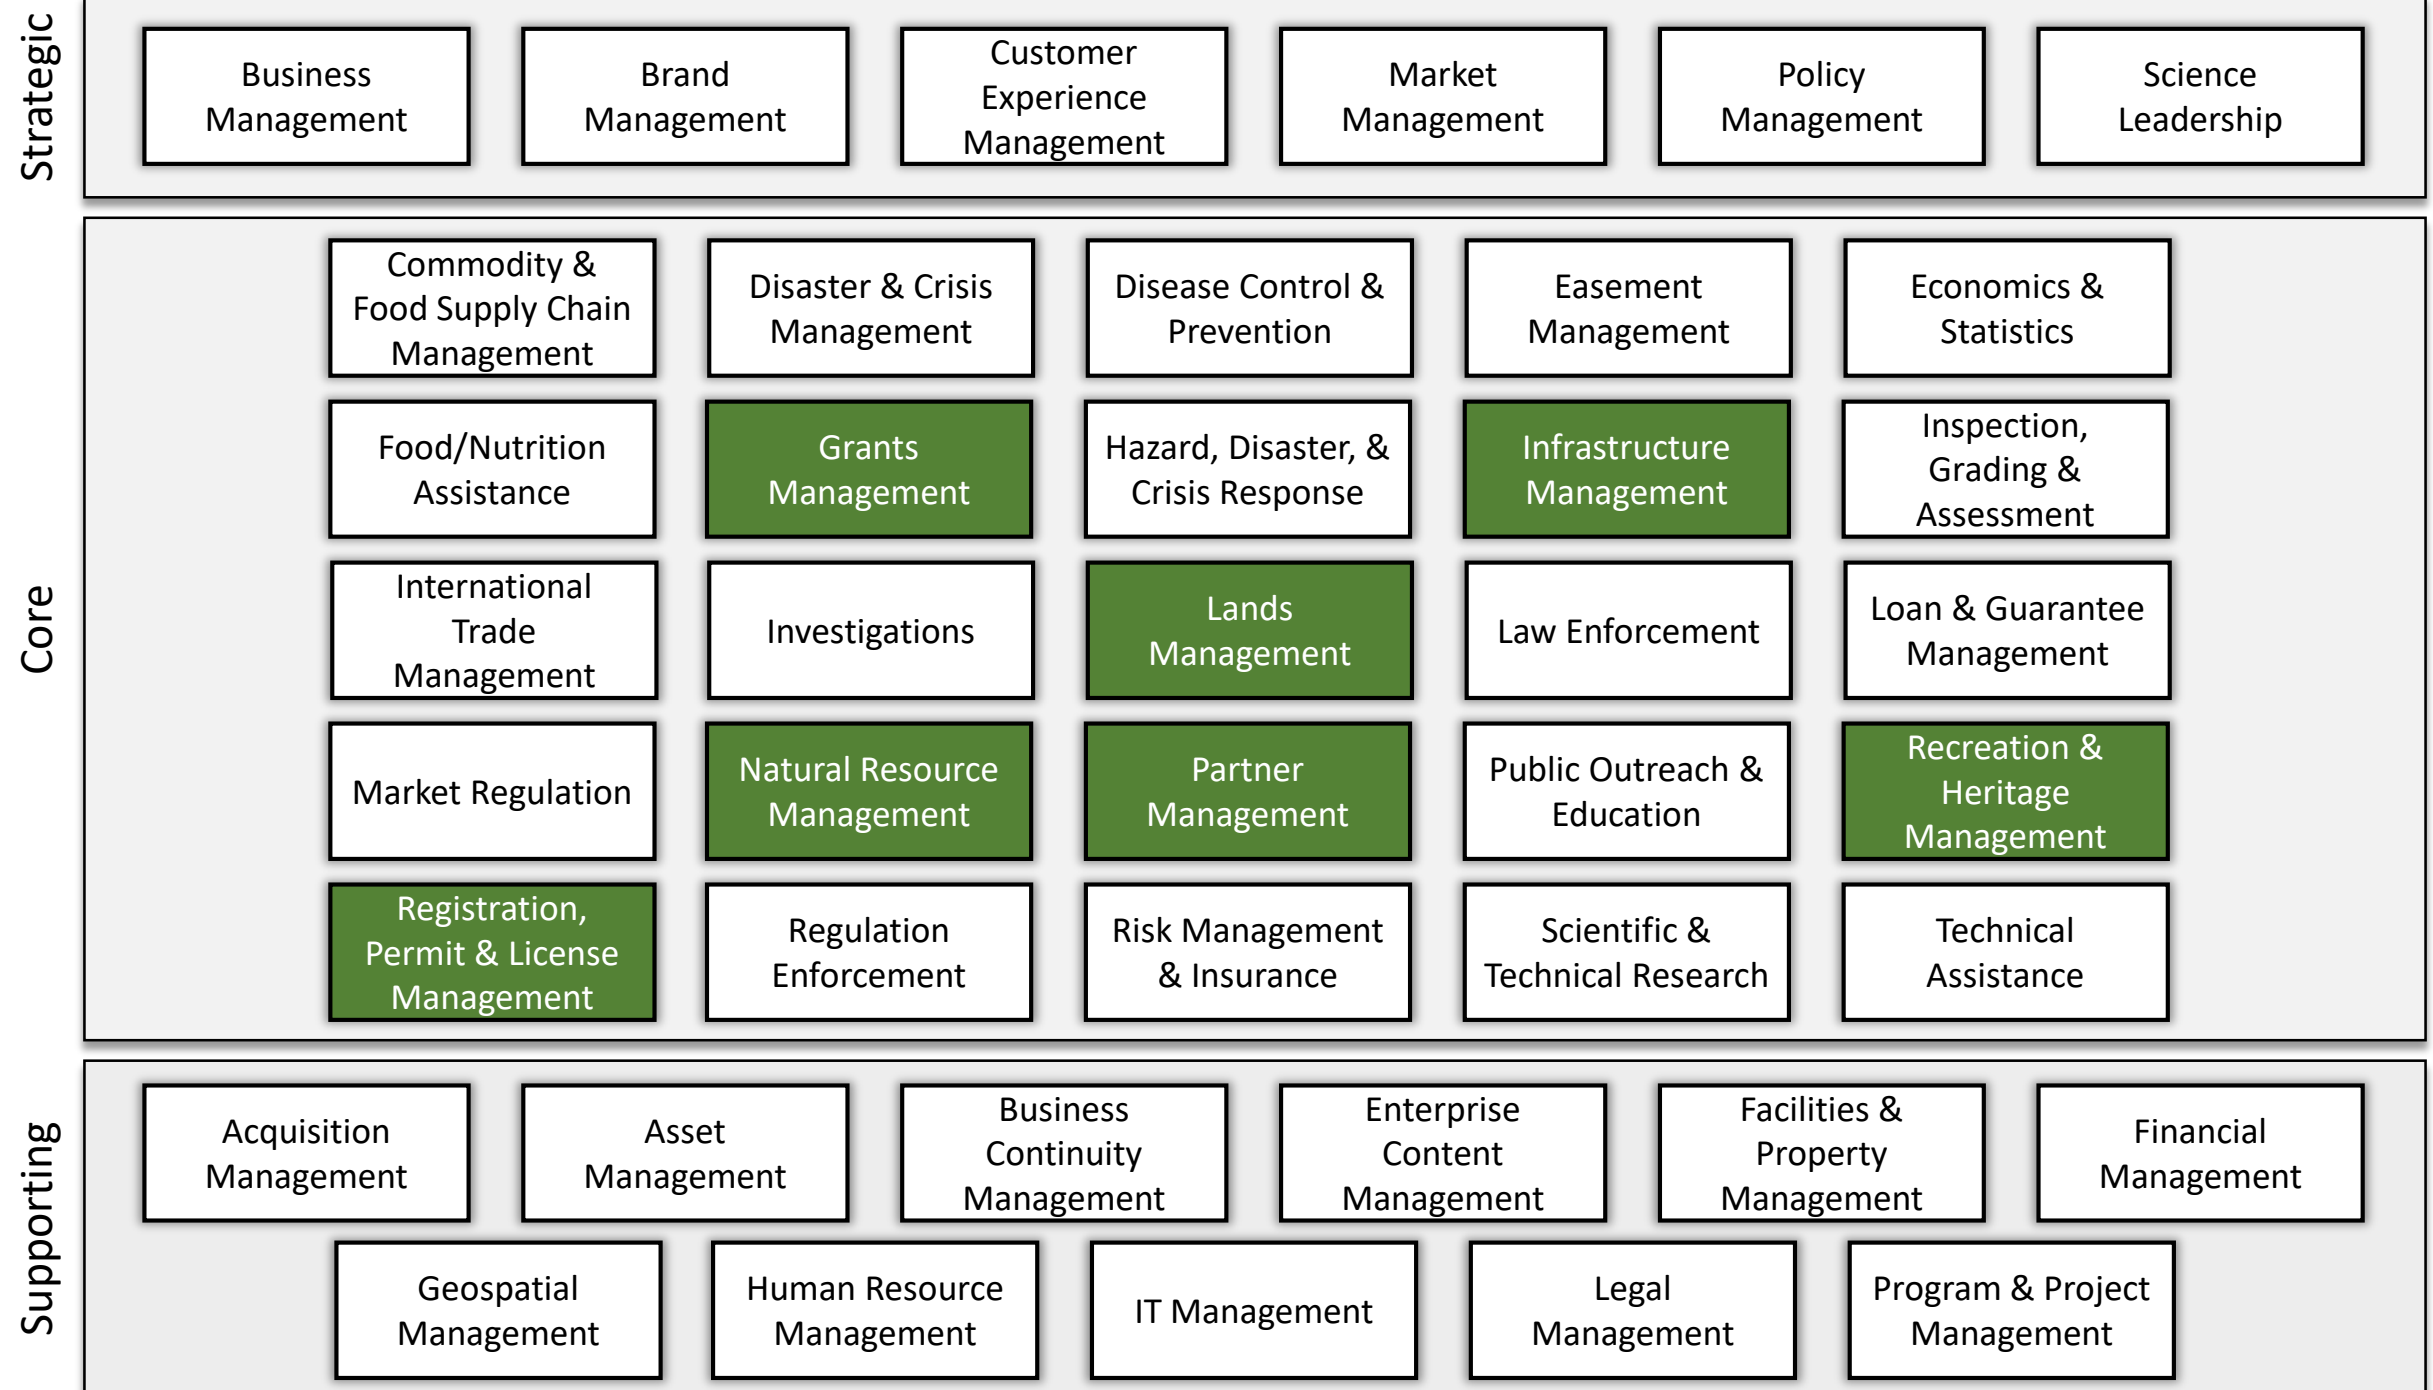 Strategic
Business
Management
Brand
Management
Customer
Experience
Management
Market
Management
Policy
Management
Science
Leadership
Core
Commodity &
Food Supply Chain
Management
Disaster & Crisis
Management
Disease Control &
Prevention
Easement
Management
Economics &
Statistics
Food/Nutrition
Assistance
Grants
Management
Hazard, Disaster, &
Crisis Response
Infrastructure
Management
Inspection,
Grading &
Assessment
International
Trade
Management
Investigations
Lands
Management
Law Enforcement
Loan & Guarantee
Management
Market Regulation
Natural Resource
Management
Partner
Management
Public Outreach &
Education
Recreation &
Heritage
Management
Registration,
Permit & License
Management
Regulation
Enforcement
Risk Management
& Insurance
Scientific &
Technical Research
Technical
Assistance
Supporting
Acquisition
Management
Asset
Management
Business
Continuity
Management
Enterprise
Content
Management
Facilities &
Property
Management
Financial
Management
Geospatial
Management
Human Resource
Management
IT Management
Legal
Management
Program & Project
Management